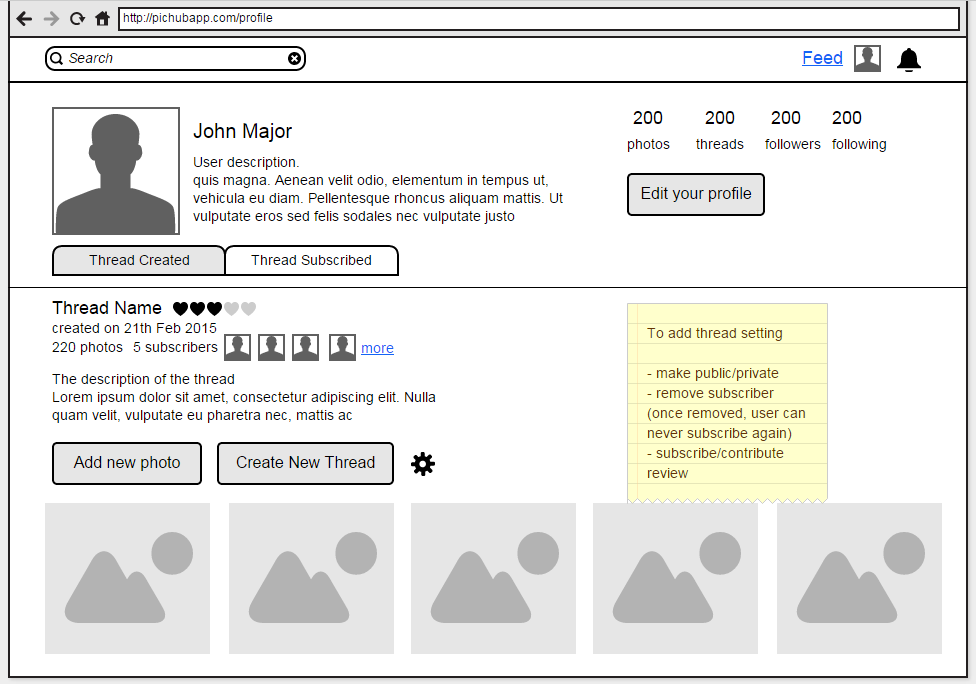 http://pichubapp.com/profile
Search
Feed
John Major
User description.
quis magna. Aenean velit odio, elementum in tempus ut,
vehicula eu diam. Pellentesque rhoncus aliquam mattis. Ut
vulputate eros sed felis sodales nec vulputate justo
200 200 200 200
photos threads followers following
Edit your profile
Thread Created Thread Subscribed
Thread Name
created on 21th Feb 2015
220 photos 5 subscribers more
The description of the thread
Lorem ipsum dolor sit amet, consectetur adipiscing elit. Nulla
quam velit, vulputate eu pharetra nec, mattis ac
Add new photo Create New Thread
To add thread setting
- make public/private
- remove subscriber
(once removed, user can
never subscribe again)
- subscribe/contribute
review